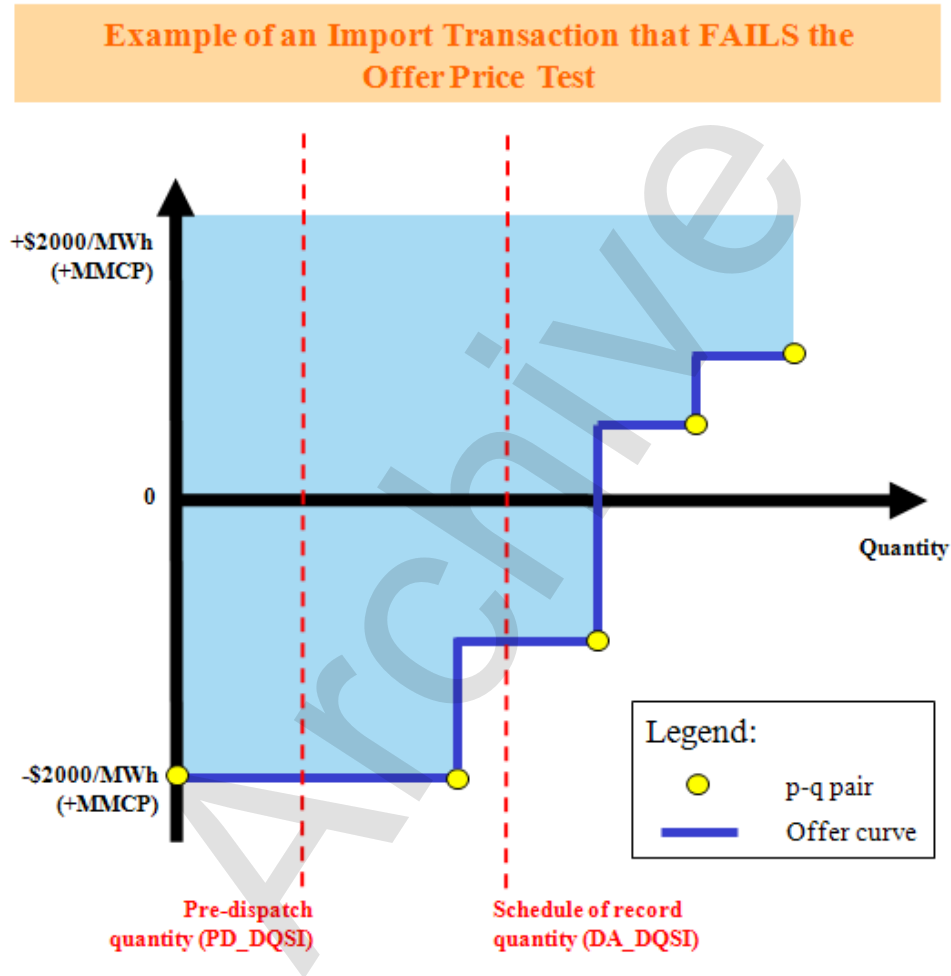 Example of an Import Transaction that FAILS the
Offer Price Test
+$2000/MWh
(+MMCP)
0
Quantity
-$2000/MWh
(+MMCP)
Legend:
p-q pair
Offer curve
Pre-dispatch
quantity (PD_DQSI)
Schedule of record
quantity (DA_DQSI)
Archive